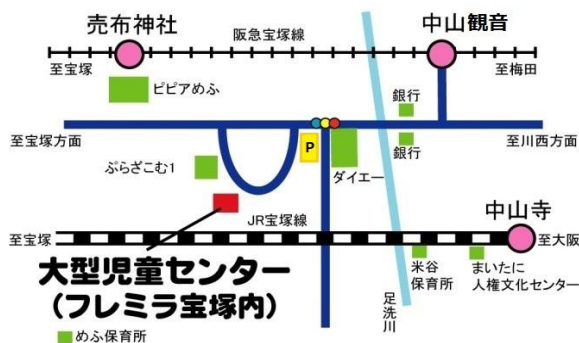 売布神社
阪急宝塚線
中山観音
至宝塚
至梅田
ピピアめふ
銀行
至宝塚方面
至川西方面
P
銀行
ぷらざこむ1
ダイエー
JR宝塚線
中山寺
至宝塚
至大阪
大型児童センター
(フレミラ宝塚内)
米谷
保育所
まいたに
人権文化センター
足洗川
めふ保育所